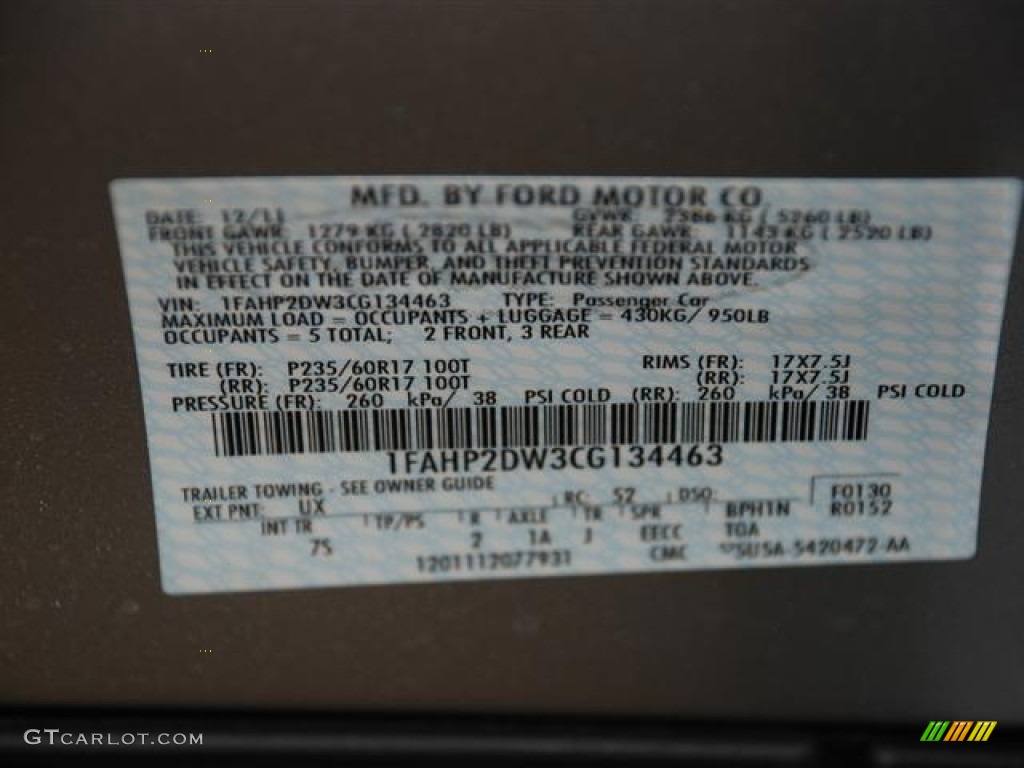 MFD. BY FORD MOTOR CO
DATE: 12/11 GVWR: 2386 KG ( 5260 LB)
FRONT GAWR: 1279 KG ( 2820 LB) REAR GAWR: 1143 KG ( 2520 LB)
THIS VEHICLE CONFORMS TO ALL APPLICABLE FEDERAL MOTOR
VEHICLE SAFETY, BUMPER, AND THEFT PREVENTION STANDARDS
IN EFFECT ON THE DATE OF MANUFACTURE SHOWN ABOVE.
VIN: 1FAHP2DW3CG134463 TYPE: Passenger Car
MAXIMUM LOAD = OCCUPANTS + LUGGAGE = 430KG/ 950LB
OCCUPANTS = 5 TOTAL; 2 FRONT, 3 REAR
TIRE (FR): P235/60R17 100T RIMS (FR): 17X7.5J
(RR): P235/60R17 100T (RR): 17X7.5J
PRESSURE (FR): 260 kPa/ 38 PSI COLD (RR): 260 kPa/ 38 PSI COLD
1FAHP2DW3CG134463
TRAILER TOWING - SEE OWNER GUIDE
EXT PNT: UX RC: 52 DSO: F0130
INT TR TP/PS R AXLE TR SPR BPH1N R0152
7S 2 1A J EECC TOA
1201112077931 CMC 5U5A-5420472-AA
GTCARLOT.COM